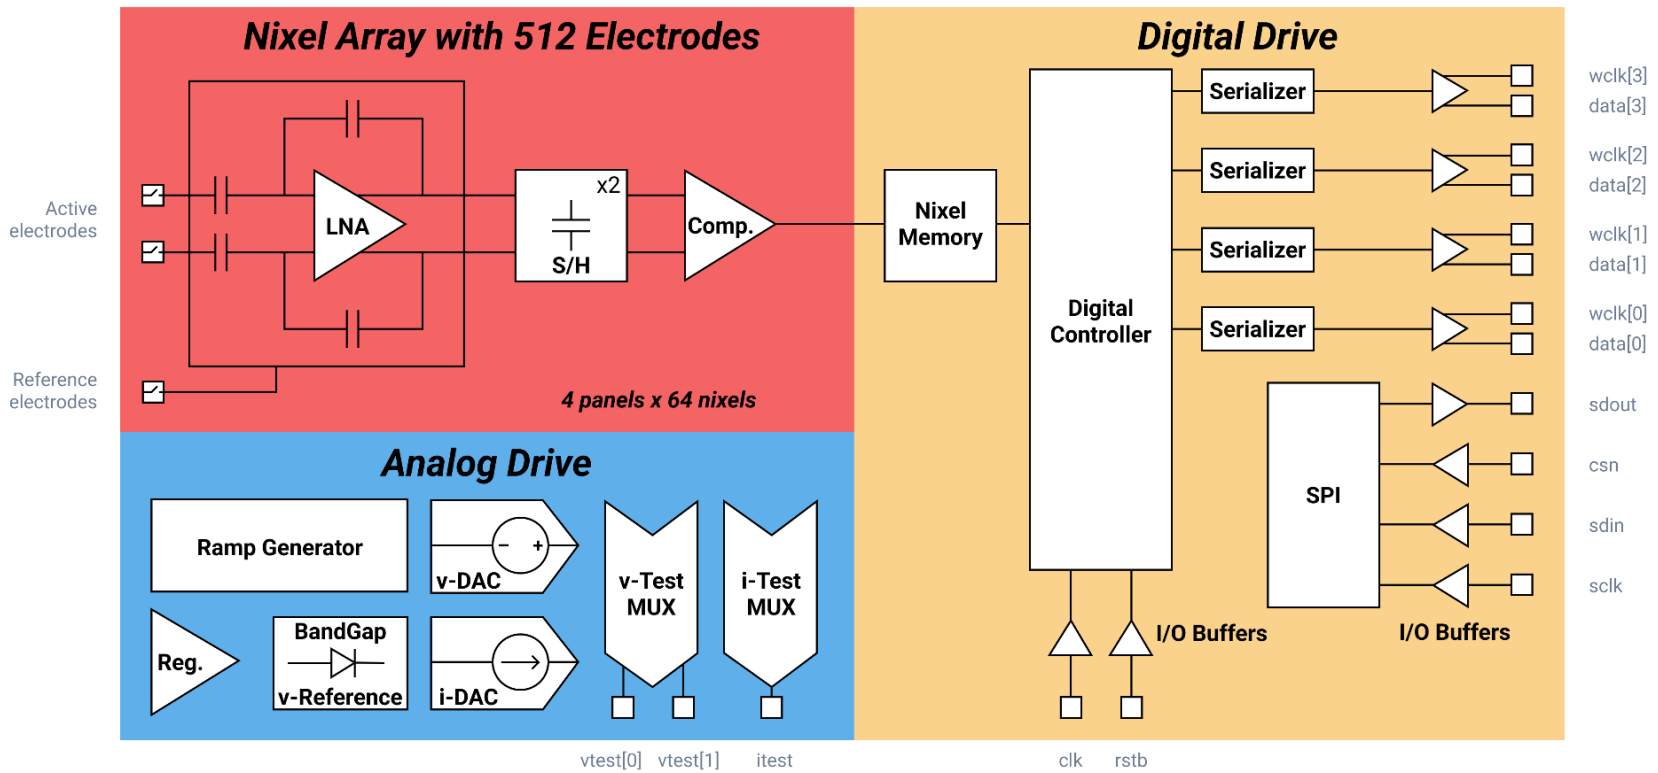 Nixel Array with 512 Electrodes
Active
electrodes
Reference
electrodes
LNA
x2
S/H
Comp.
4 panels x 64 nixels
Analog Drive
Ramp Generator
v-DAC
v-Test
MUX
i-Test
MUX
Reg.
BandGap
v-Reference
i-DAC
- +
vtest[0]
vtest[1]
itest
Digital Drive
Nixel
Memory
Digital
Controller
Serializer
wclk[3]
data[3]
Serializer
wclk[2]
data[2]
Serializer
wclk[1]
data[1]
Serializer
wclk[0]
data[0]
SPI
sdout
csn
sdin
sclk
I/O Buffers
I/O Buffers
clk
rstb